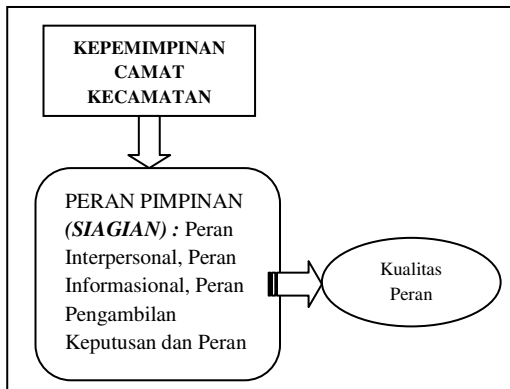 KEPEMIMPINAN
CAMAT
KECAMATAN
PERAN PIMPINAN
(SIAGIAN) : Peran
Interpersonal, Peran
Informasional, Peran
Pengambilan
Keputusan dan Peran
Kualitas
Peran